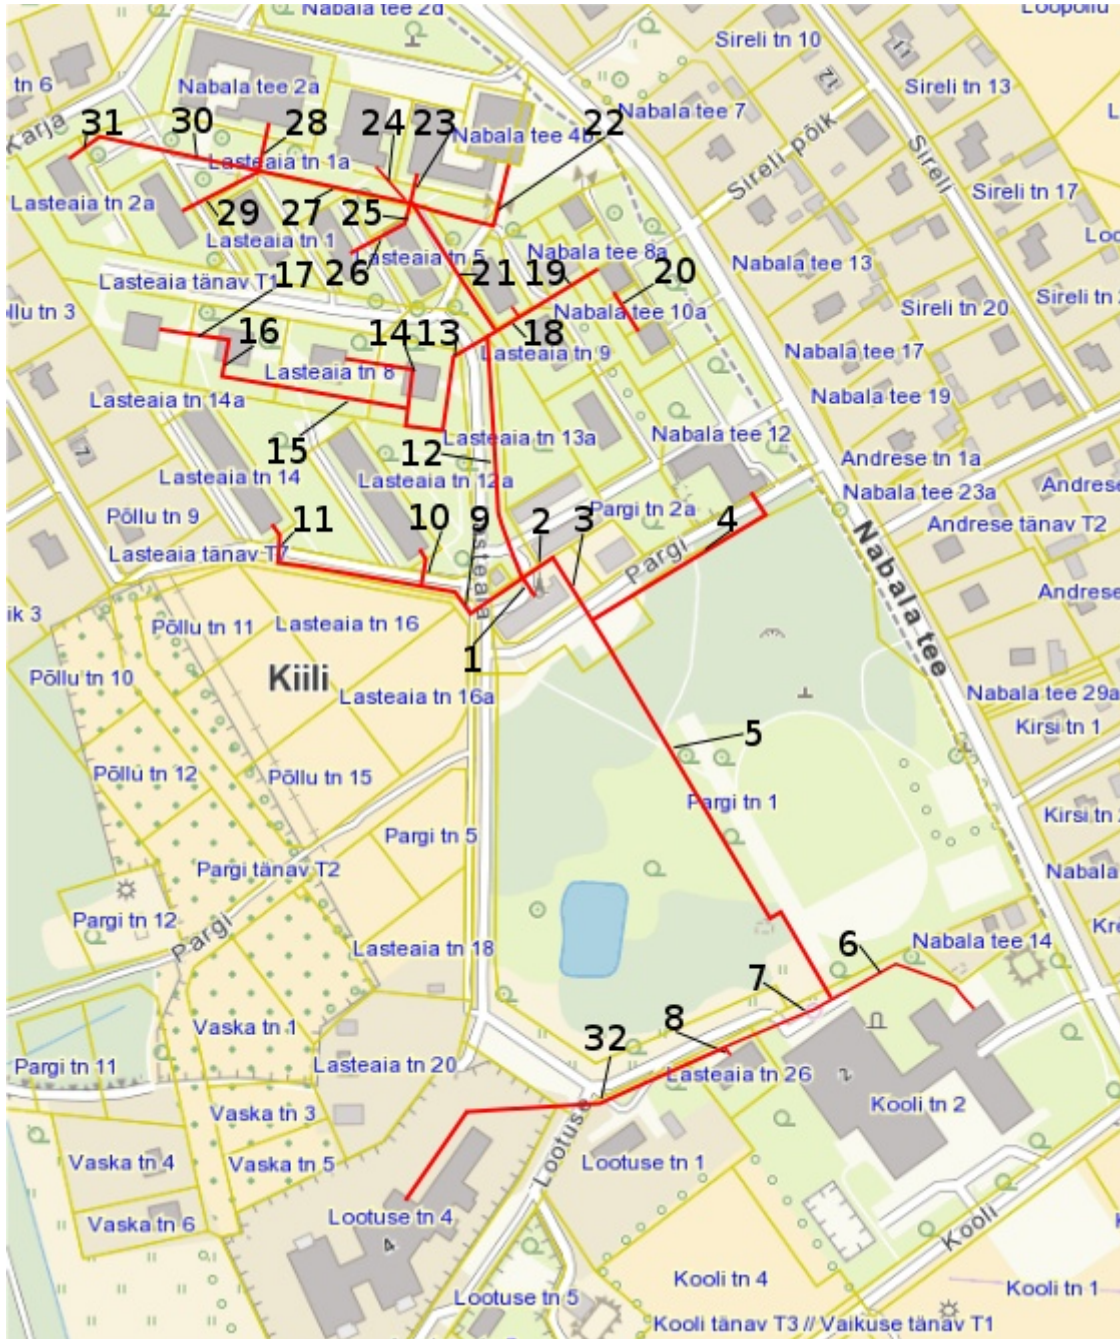 Nabala tee 2d
Loopollu
Sireli tn 10
11
12
tn 6
Nabala tee 2a
Sireli tn 13
Nabala tee 7
Karja
31
30
28
24
23
Nabala tee 4b
22
Sireli põik
Sireli
Lasteaia tn 1a
Sireli tn 17
Lasteaia tn 2a
29
27
25
Lasteaia tn 1
26
Lasteaia tn 5
Nabala tee 8a
Nabala tee 13
Lasteaia tänav T1
17
21
19
20
Sireli tn 20
Nabala tee 10a
16
14
13
18
Lasteaia tn 9
Nabala tee 17
Lasteaia tn 8
Lasteaia tn 14a
Nabala tee 19
15
Lasteaia tn 13a
Nabala tee 12
7
12
Andrese tn 1a
Lasteaia tn 14
Lasteaia tn 12a
Nabala tee 23a
Põllu tn 9
11
10
9
2
3
Pargi tn 2a
4
Andrese tänav T2
Lasteaia tänav T7
Lasteaia
Pargi
Nabala tee
ik 3
Põllu tn 11
Lasteaia tn 16
1
Kiili
Põllu tn 10
Lasteaia tn 16a
Nabala tee 29a
Kirsi tn 1
5
Põllu tn 12
Põllu tn 15
Pargi tn 1
Pargi tn 5
Pargi tänav T2
Pargi tn 12
Pargi
Lasteaia tn 18
6
Nabala tee 14
7
Vaska tn 1
8
32
Pargi tn 11
Lasteaia tn 20
Lasteaia tn 26
2
Kooli tn 2
Vaska tn 3
Lootuse
Vaska tn 4
Vaska tn 5
Lootuse tn 1
Vaska tn 6
Lootuse tn 4
4
Kooli
Kooli tn 4
Kooli tn 1
Lootuse tn 5
Kooli tänav T3 // Vaikuse tänav T1